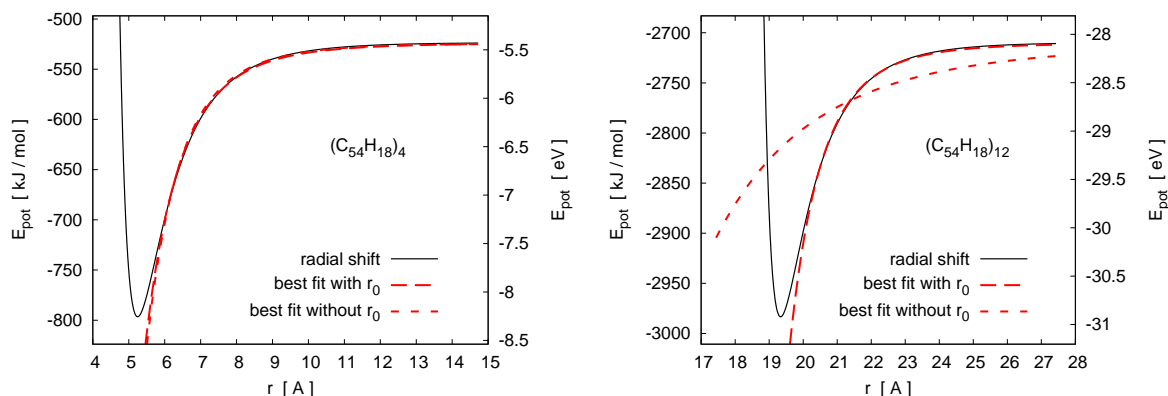 -500
-550
-600
-650
-700
-750
-800
E_pot [ kJ / mol ]
-5.5
-6
-6.5
-7
-7.5
-8
-8.5
E_pot [ eV ]
(C54H18)4
radial shift
best fit with r0
best fit without r0
4 5 6 7 8 9 10 11 12 13 14 15
r [ A ]
-2700
-2750
-2800
-2850
-2900
-2950
-3000
E_pot [ kJ / mol ]
-28
-28.5
-29
-29.5
-30
-30.5
-31
E_pot [ eV ]
(C54H18)12
radial shift
best fit with r0
best fit without r0
17 18 19 20 21 22 23 24 25 26 27 28
r [ A ]